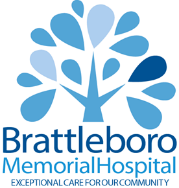 Brattleboro
MemorialHospital
EXCEPTIONAL CARE FOR OUR COMMUNITY